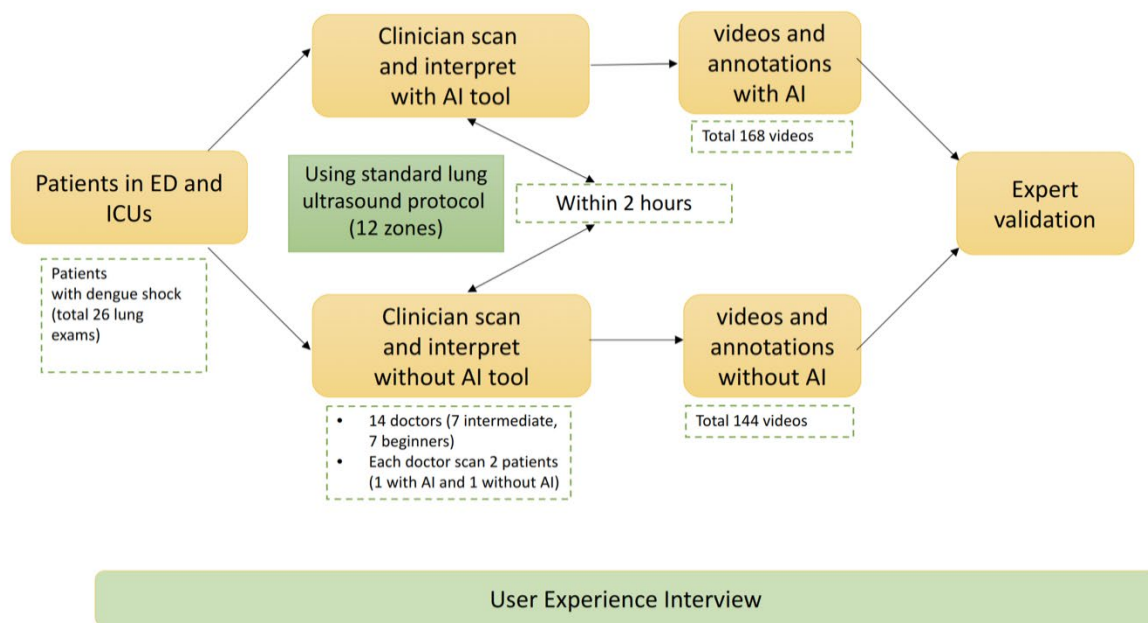 Patients in ED and
ICUs
Patients
with dengue shock
(total 26 lung
exams)
Clinician scan
and interpret
with AI tool
videos and
annotations
with AI
Total 168 videos
Using standard lung
ultrasound protocol
(12 zones)
Within 2 hours
Expert
validation
Clinician scan
and interpret
without AI tool
• 14 doctors (7 intermediate,
7 beginners)
• Each doctor scan 2 patients
(1 with AI and 1 without AI)
videos and
annotations
without AI
Total 144 videos
User Experience Interview